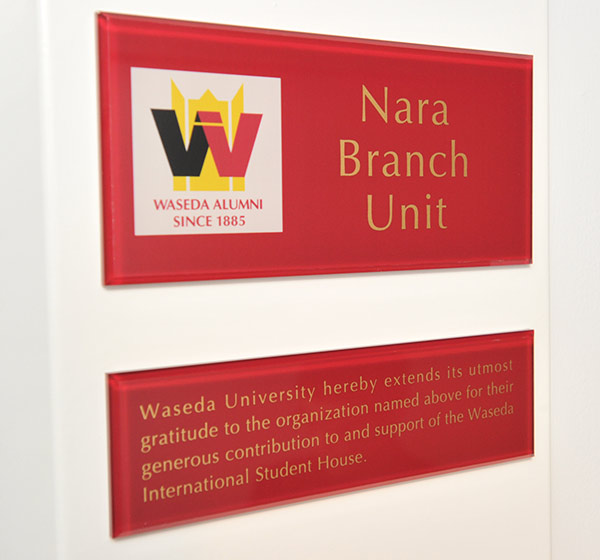 Nara
Branch
Unit
W
WASEDA ALUMNI
SINCE 1885
Waseda University hereby extends its utmost
gratitude to the organization named above for their
generous contribution to and support of the Waseda
International Student House.